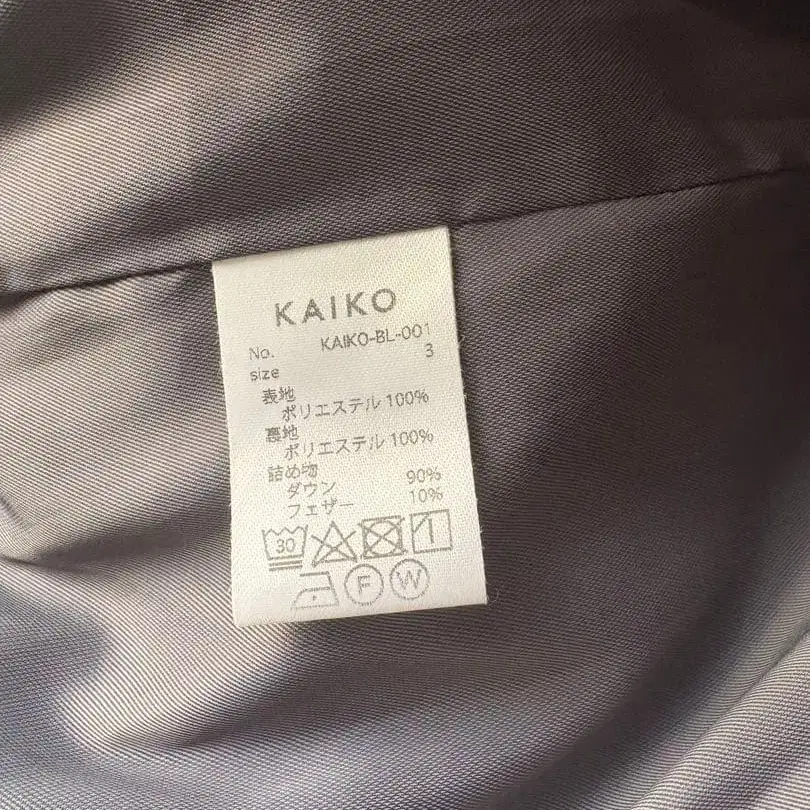 KAIKO
No. KAIKO-BL-001
size 3
表地
ポリエステル 100%
裏地
ポリエステル 100%
詰め物
ダウン 90%
フェザー 10%
30
F W